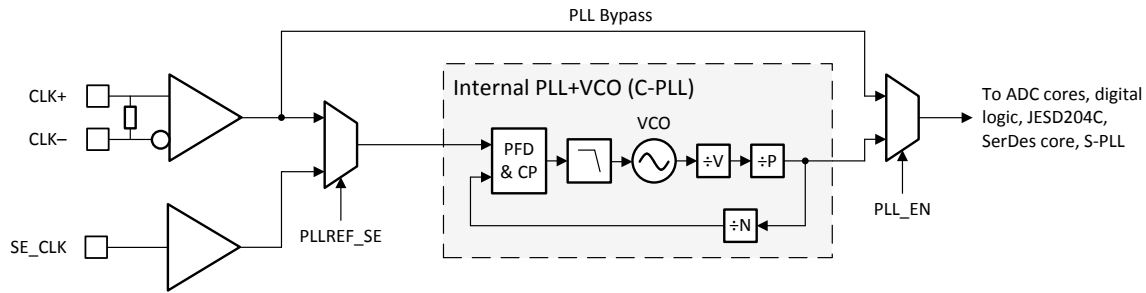 PLL Bypass
CLK+
CLK–
Internal PLL+VCO (C-PLL)
VCO
PFD
& CP
÷V
÷P
÷N
To ADC cores, digital
logic, JESD204C,
SerDes core, S-PLL
PLL_EN
PLLREF_SE
SE_CLK